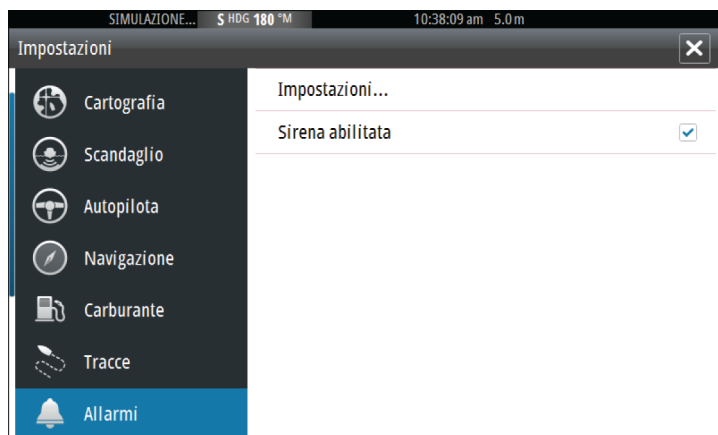 SIMULAZIONE... S HDG 180 °M 10:38:09 am 5.0 m
Impostazioni
Cartografia
Scandaglio
Autopilota
Navigazione
Carburante
Tracce
Allarmi
Impostazioni...
Sirena abilitata